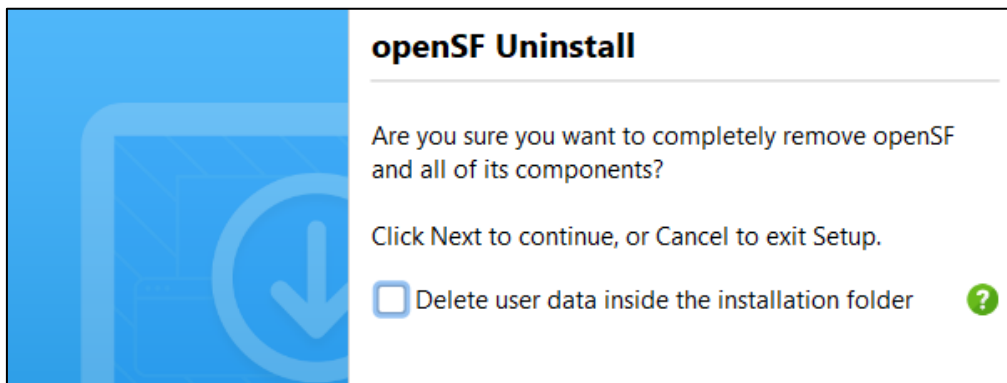 openSF Uninstall
Are you sure you want to completely remove openSF
and all of its components?
Click Next to continue, or Cancel to exit Setup.
Delete user data inside the installation folder
?